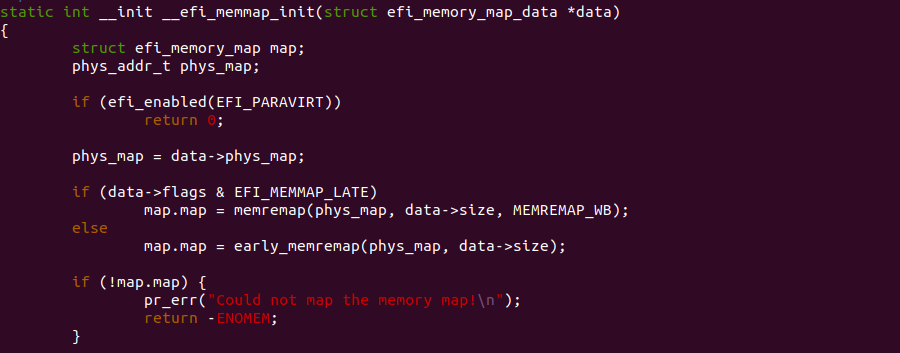 static int __init __efi_memmap_init(struct efi_memory_map_data *data)
{
        struct efi_memory_map map;
        phys_addr_t phys_map;

        if (efi_enabled(EFI_PARAVIRT))
                return 0;

        phys_map = data->phys_map;

        if (data->flags & EFI_MEMMAP_LATE)
                map.map = memremap(phys_map, data->size, MEMREMAP_WB);
        else
                map.map = early_memremap(phys_map, data->size);

        if (!map.map) {
                pr_err("Could not map the memory map!\n");
                return -ENOMEM;
        }